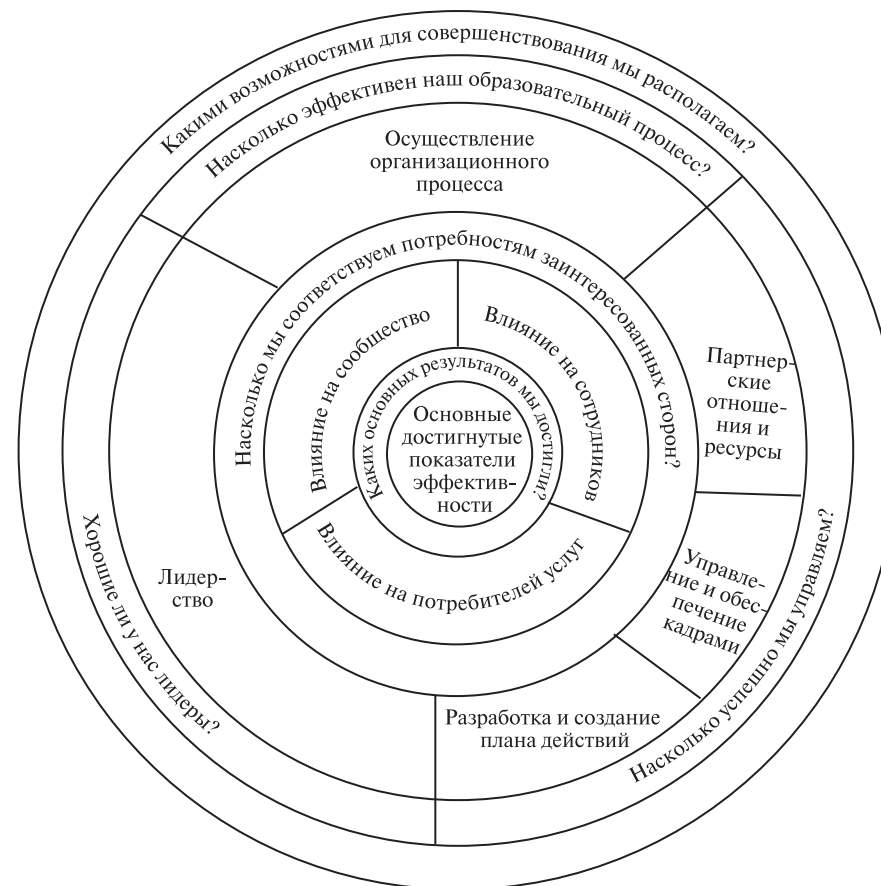 Какими возможностями для совершенствования мы располагаем?
Насколько эффективен наш образовательный процесс?
Осуществление
организационного
процесса
Насколько мы соответствуем потребностям заинтересованных сторон?
Влияние на сообщество
Влияние на сотрудников
Каких основных результатов мы достигли?
Основные
достигнутые
показатели
эффектив-
ности
Влияние на потребителей услуг
Партнер-
ские
отноше-
ния и
ресурсы
Управле-
ние и обес-
печение
кадрами
Лидер-
ство
Разработка и создание
плана действий
Хорошие ли у нас лидеры?
Насколько успешно мы управляем?